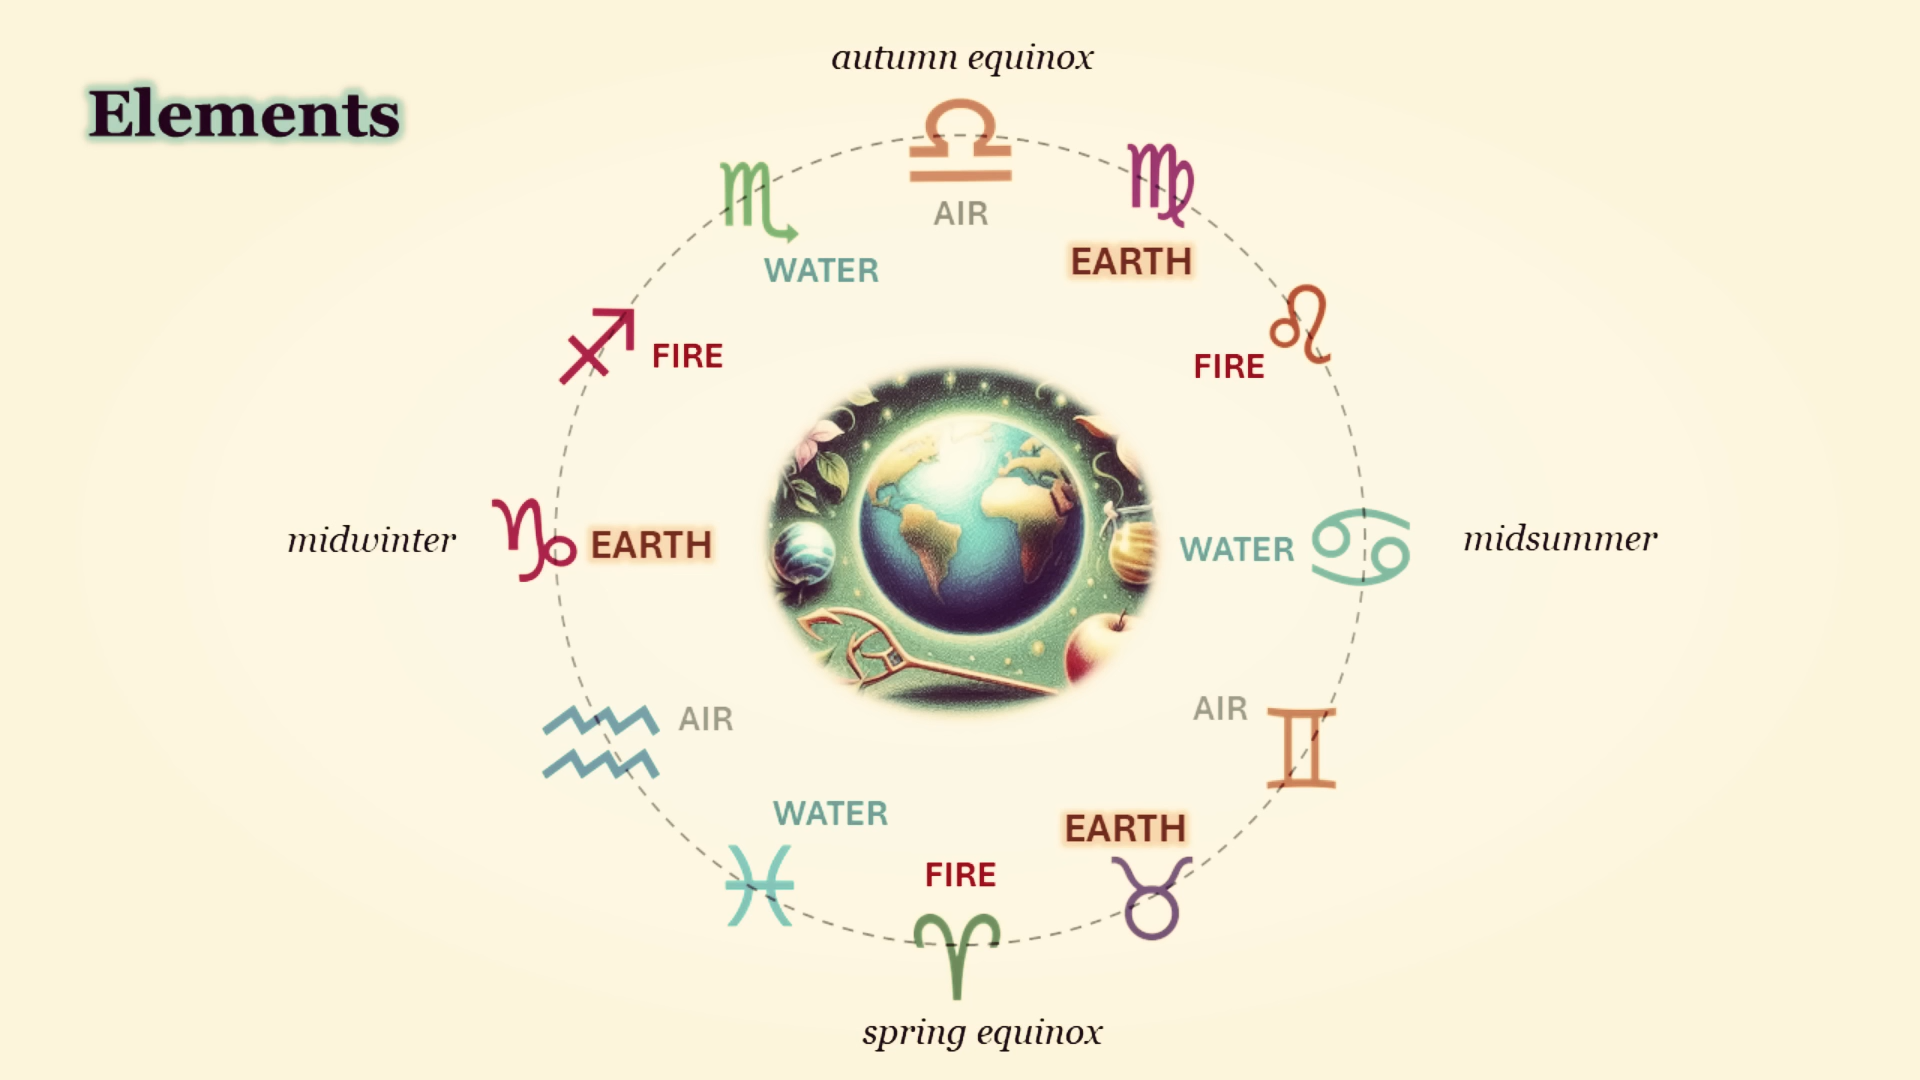 autumn equinox
Elements
AIR
EARTH
WATER
FIRE
FIRE
midwinter
EARTH
WATER
midsummer
AIR
AIR
WATER
EARTH
FIRE
spring equinox